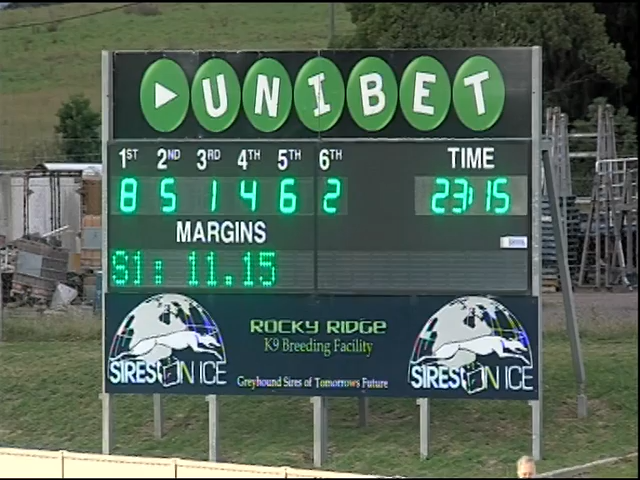 UNIBET
1ST 2ND 3RD 4TH 5TH 6TH TIME
8 5 1 4 6 2 23:15
MARGINS
S1: 11.15
ROCKY RIDGE
K9 Breeding Facility
SIRES ON ICE
Greyhound Sires of Tomorrows Future
SIRES ON ICE